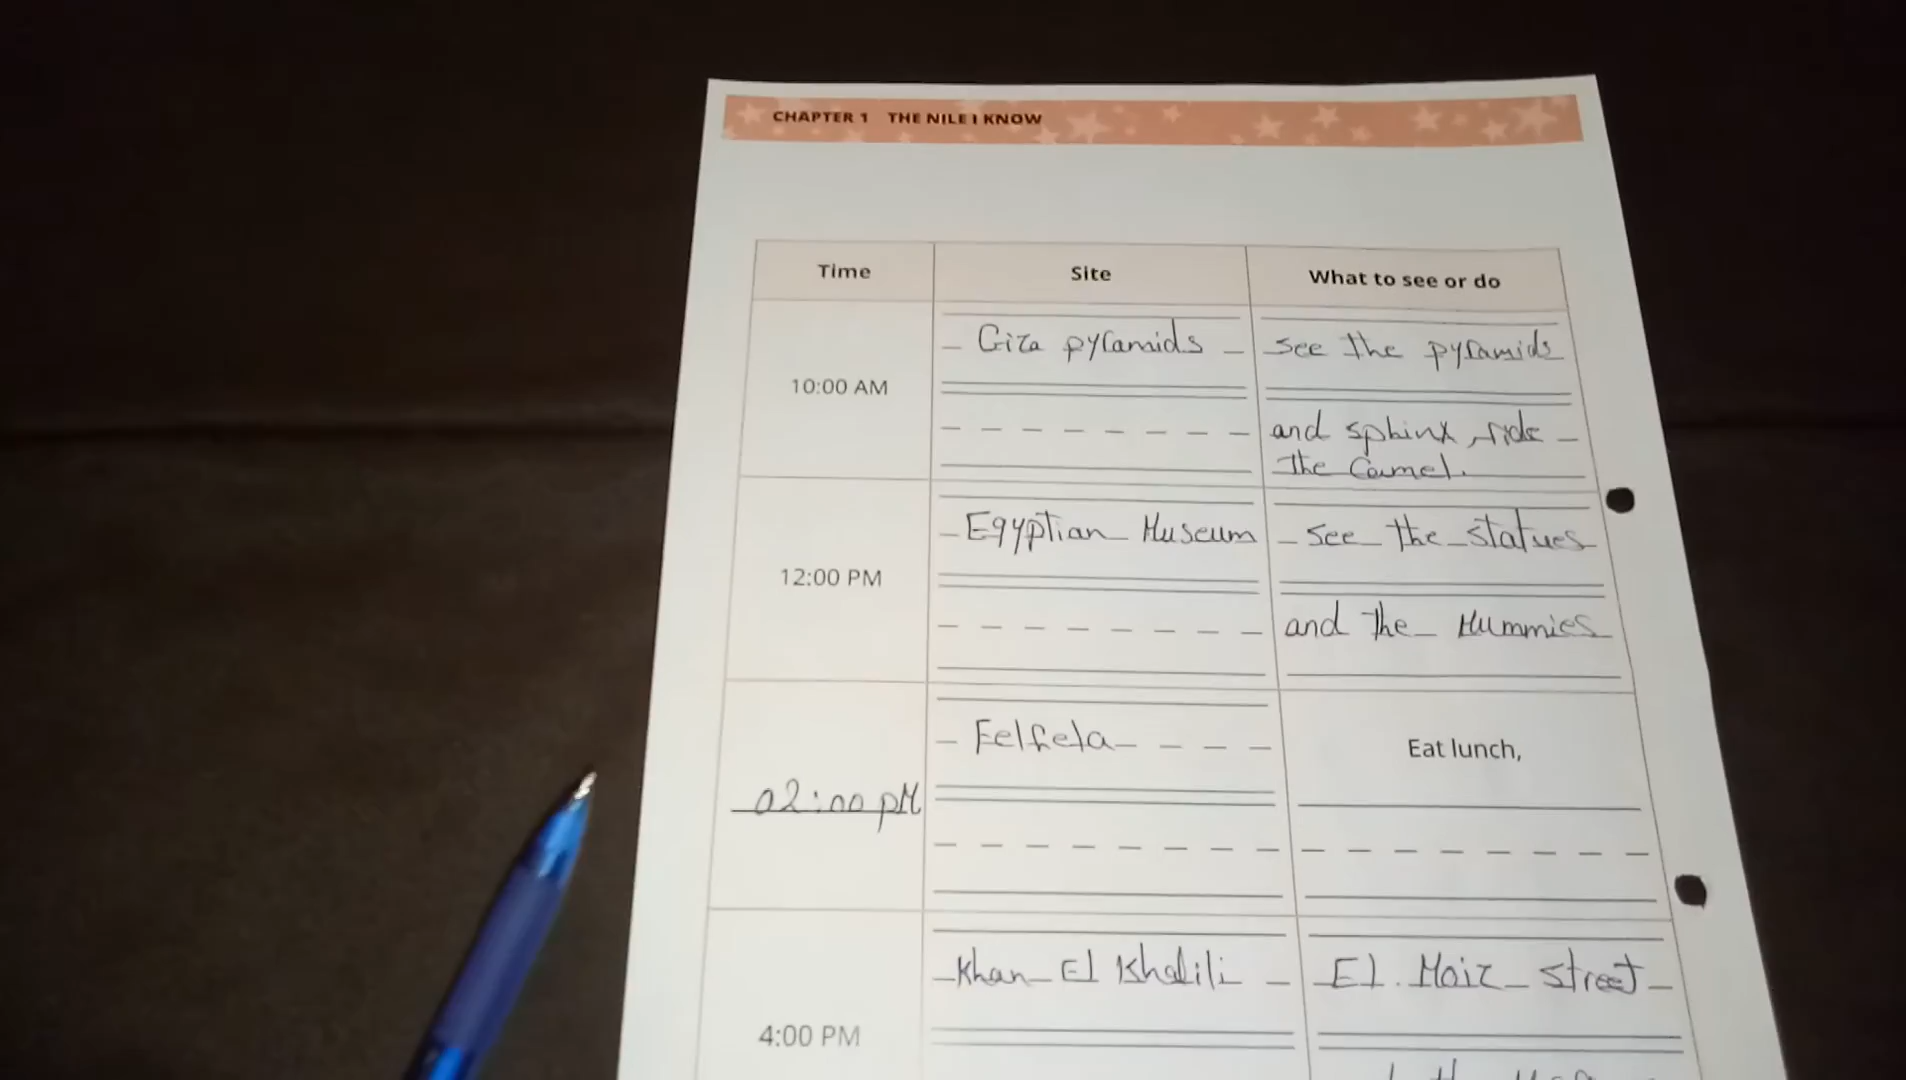 CHAPTER 1 THE NILE I KNOW
Time Site What to see or do
10:00 AM
Giza pyramids
see the pyramids
and sphinx, ride
the Camel.
12:00 PM
Egyptian Museum
see the statues
and the Mummies
02:00 pM
Felfela
Eat lunch,
4:00 PM
Khan El Khalili
El. Moiz street